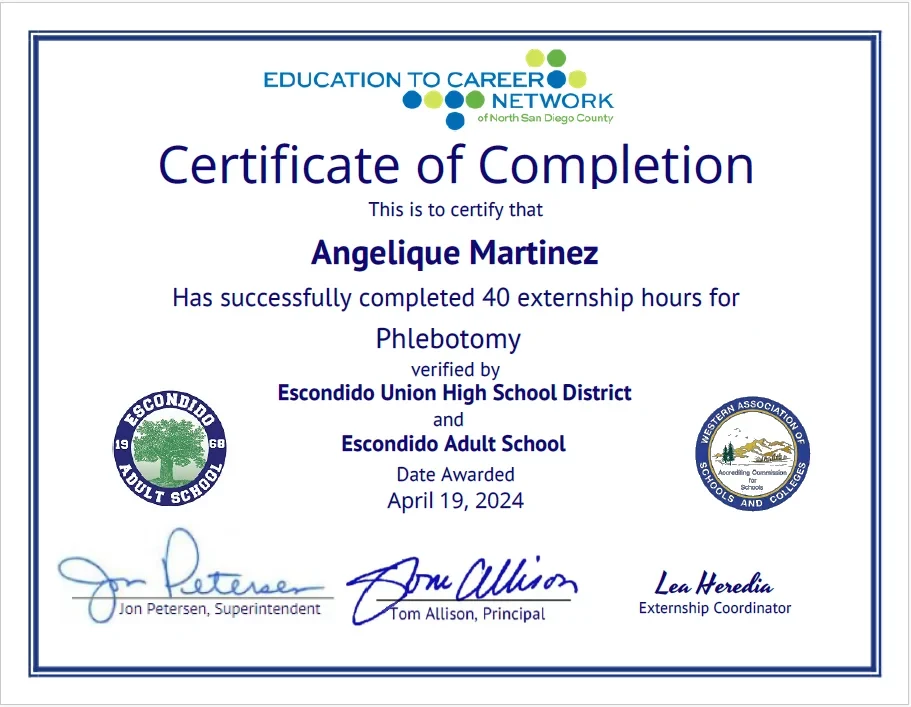 EDUCATION TO CAREER
NETWORK
of North San Diego County
Certificate of Completion
This is to certify that
Angelique Martinez
Has successfully completed 40 externship hours for
Phlebotomy
verified by
Escondido Union High School District
and
Escondido Adult School
Date Awarded
April 19, 2024
ESCONDIDO
19 68
ADULT SCHOOL
WESTERN ASSOCIATION OF
Accrediting Commission
for
Schools
SCHOOLS AND COLLEGES
Jon Petersen
Jon Petersen, Superintendent
Tom Allison
Tom Allison, Principal
Lea Heredia
Externship Coordinator